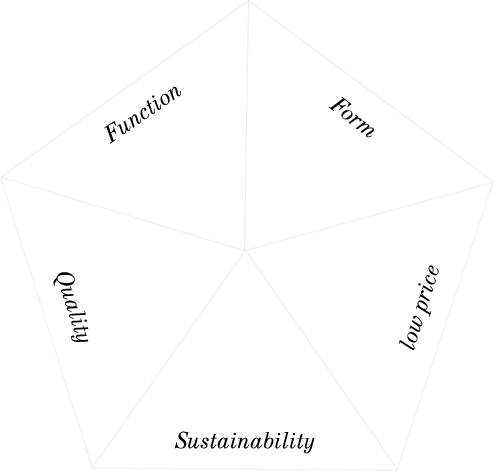 Function
Form
Quality
low price
Sustainability